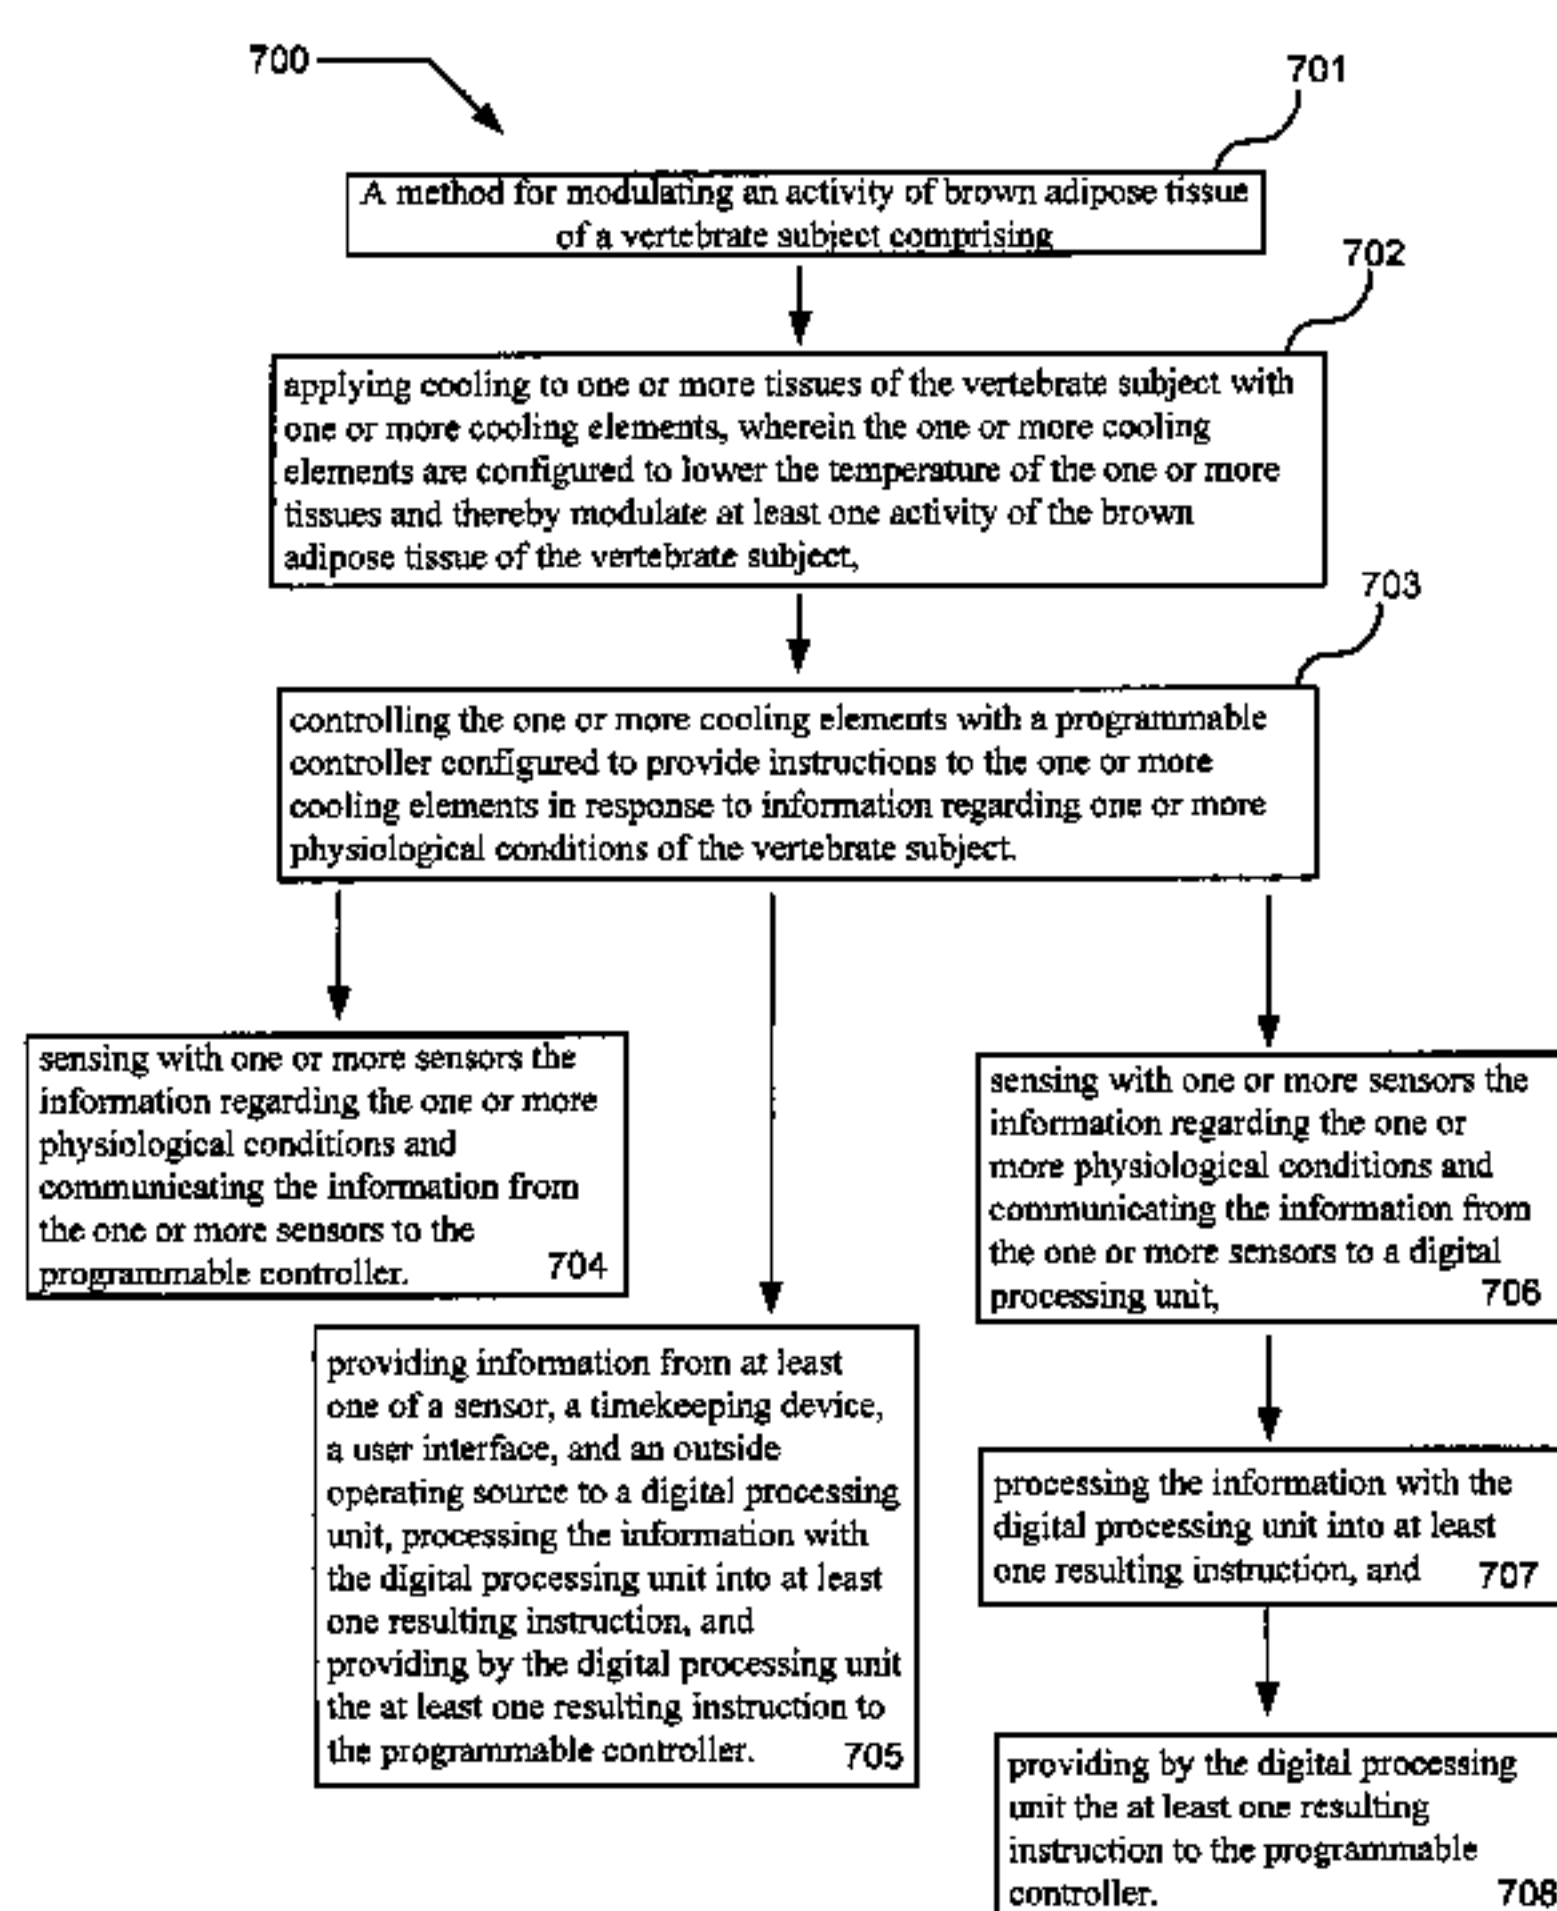 700
701
A method for modulating an activity of brown adipose tissue
of a vertebrate subject comprising
702
applying cooling to one or more tissues of the vertebrate subject with
one or more cooling elements, wherein the one or more cooling
elements are configured to lower the temperature of the one or more
tissues and thereby modulate at least one activity of the brown
adipose tissue of the vertebrate subject,
703
controlling the one or more cooling elements with a programmable
controller configured to provide instructions to the one or more
cooling elements in response to information regarding one or more
physiological conditions of the vertebrate subject.
sensing with one or more sensors the
information regarding the one or more
physiological conditions and
communicating the information from
the one or more sensors to the
programmable controller.
704
providing information from at least
one of a sensor, a timekeeping device,
a user interface, and an outside
operating source to a digital processing
unit, processing the information with
the digital processing unit into at least
one resulting instruction, and
providing by the digital processing unit
the at least one resulting instruction to
the programmable controller.
705
sensing with one or more sensors the
information regarding the one or
more physiological conditions and
communicating the information from
the one or more sensors to a digital
processing unit,
706
processing the information with the
digital processing unit into at least
one resulting instruction, and
707
providing by the digital processing
unit the at least one resulting
instruction to the programmable
controller.
708